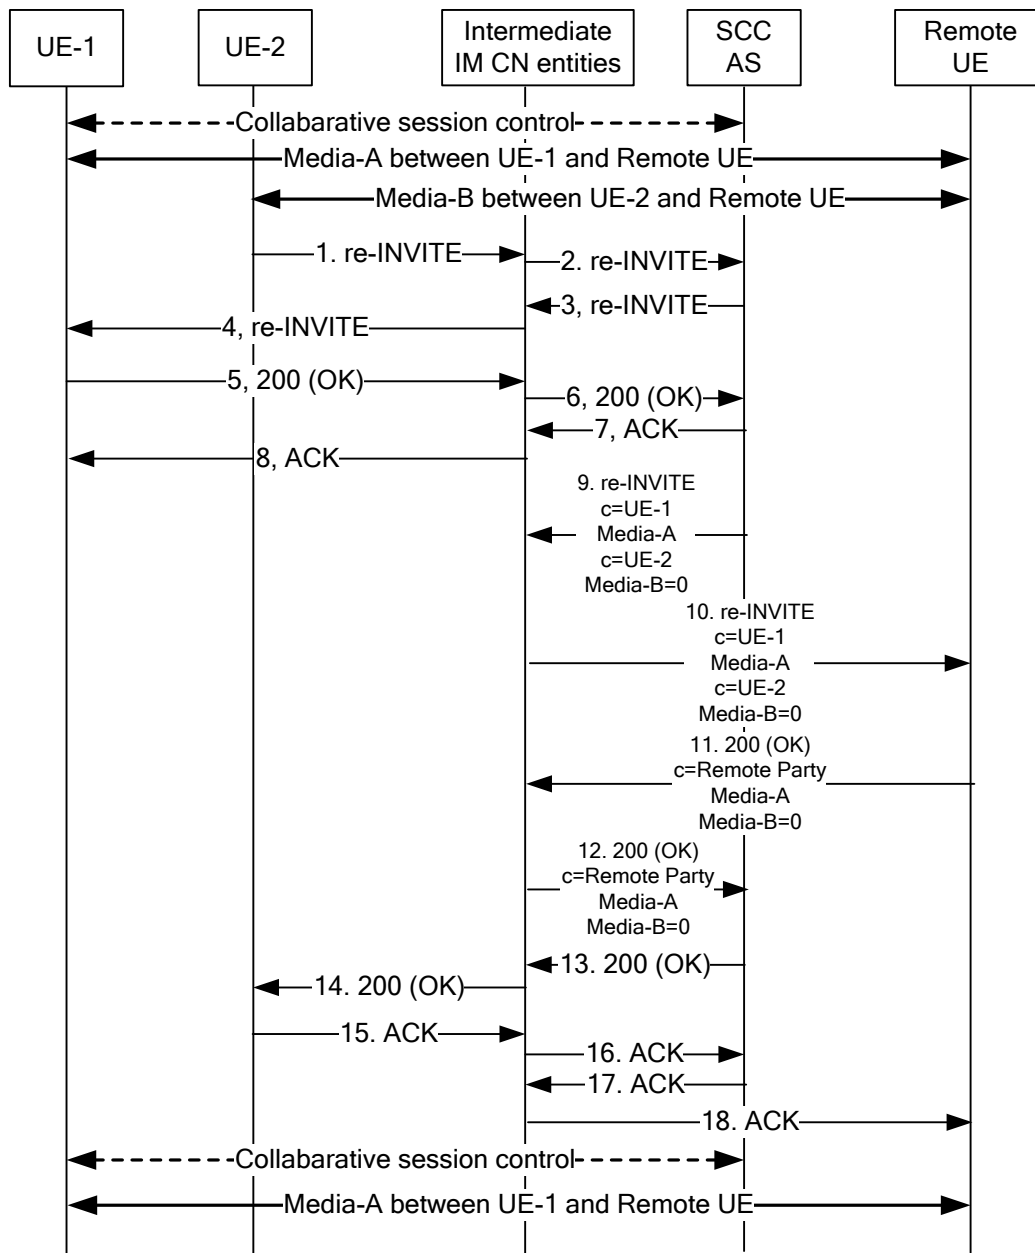 UE-1
UE-2
Intermediate
IM CN entities
SCC
AS
Remote
UE
Collabarative session control
Media-A between UE-1 and Remote UE
Media-B between UE-2 and Remote UE
1. re-INVITE
2. re-INVITE
3, re-INVITE
4, re-INVITE
5, 200 (OK)
6, 200 (OK)
7, ACK
8, ACK
9. re-INVITE
c=UE-1
Media-A
c=UE-2
Media-B=0
10. re-INVITE
c=UE-1
Media-A
c=UE-2
Media-B=0
11. 200 (OK)
c=Remote Party
Media-A
Media-B=0
12. 200 (OK)
c=Remote Party
Media-A
Media-B=0
13. 200 (OK)
14. 200 (OK)
15. ACK
16. ACK
17. ACK
18. ACK
Collabarative session control
Media-A between UE-1 and Remote UE